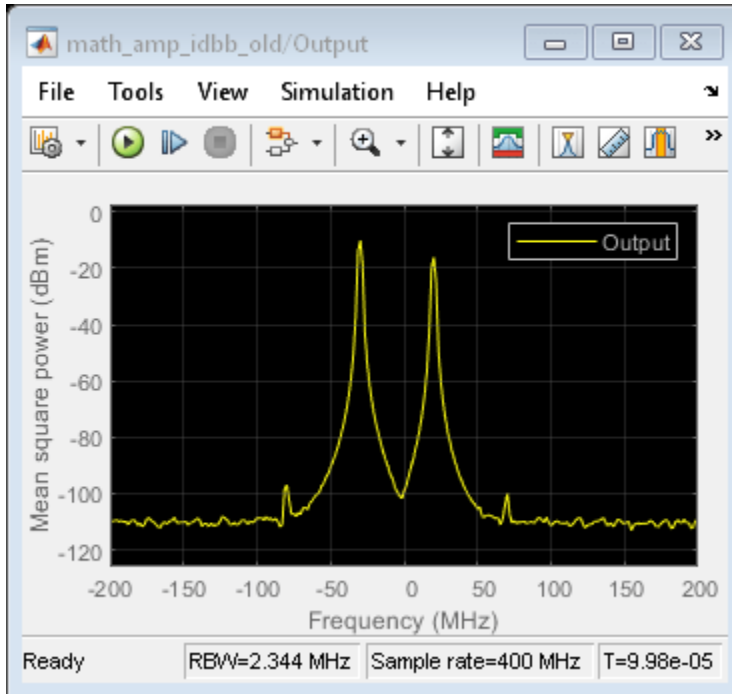 math_amp_idbb_old/Output
File Tools View Simulation Help
Output
Mean square power (dBm)
0
-20
-40
-60
-80
-100
-120
-200 -150 -100 -50 0 50 100 150 200
Frequency (MHz)
Ready RBW=2.344 MHz Sample rate=400 MHz T=9.98e-05